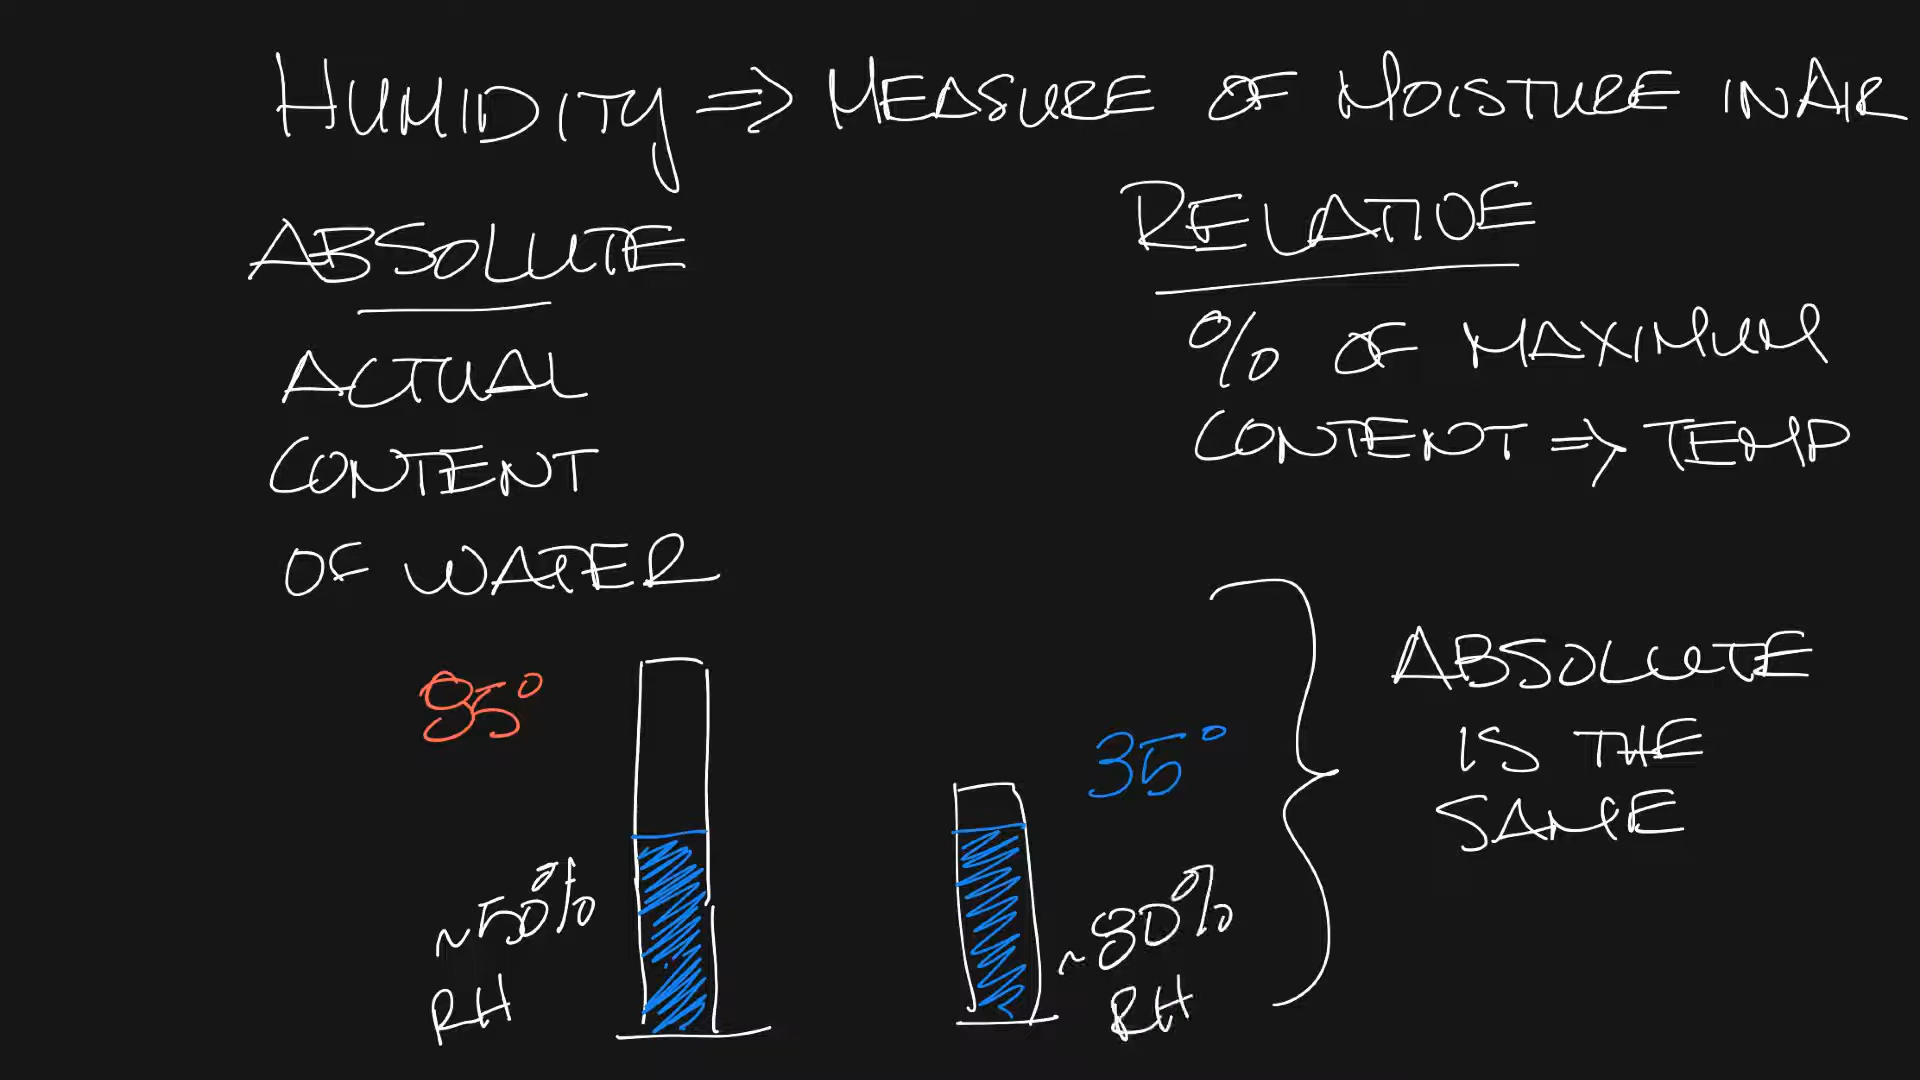 HUMIDITY => MEASURE OF MOISTURE IN AIR
ABSOLUTE
ACTUAL
CONTENT
OF WATER
RELATIVE
% OF MAXIMUM
CONTENT => TEMP
85°
~50%
RH
35°
~80%
RH
ABSOLUTE
IS THE
SAME